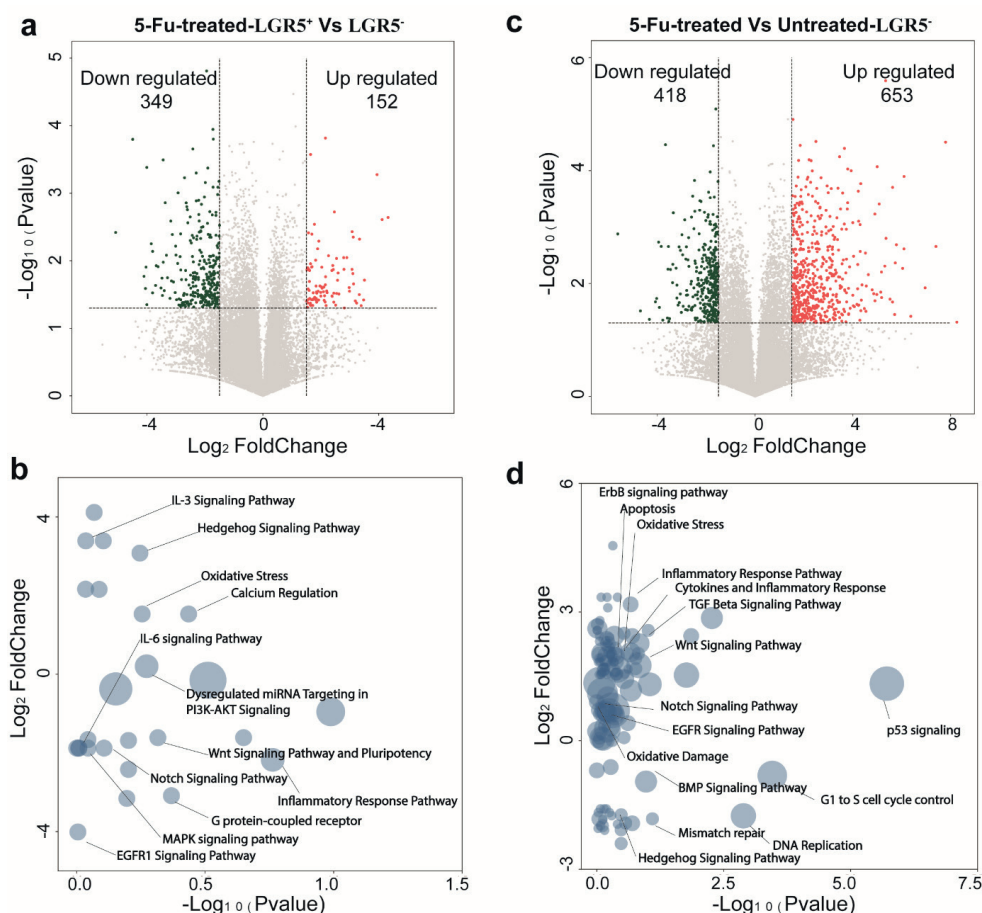 a
5-Fu-treated-LGR5⁺ Vs LGR5⁻
5
4
3
2
1
0
-Log₁₀(Pvalue)
Down regulated
349
Up regulated
152
-4
0
-4
Log₂ FoldChange
c
5-Fu-treated Vs Untreated-LGR5⁻
6
4
2
0
-Log₁₀(Pvalue)
Down regulated
418
Up regulated
653
-4
0
4
8
Log₂ FoldChange
b
4
0
-4
Log₂ FoldChange
IL-3 Signaling Pathway
Hedgehog Signaling Pathway
Oxidative Stress
Calcium Regulation
IL-6 signaling Pathway
Dysregulated miRNA Targeting in
PI3K-AKT Signaling
Wnt Signaling Pathway and Pluripotency
Notch Signaling Pathway
Inflammatory Response Pathway
G protein-coupled receptor
MAPK signaling pathway
EGFR1 Signaling Pathway
0.0
0.5
1.0
1.5
-Log₁₀(Pvalue)
d
6
3
0
-3
Log₂ FoldChange
ErbB signaling pathway
Apoptosis
Oxidative Stress
Inflammatory Response Pathway
Cytokines and Inflammatory Response
TGF Beta Signaling Pathway
Wnt Signaling Pathway
Notch Signaling Pathway
p53 signaling
EGFR Signaling Pathway
Oxidative Damage
BMP Signaling Pathway
G1 to S cell cycle control
Mismatch repair
DNA Replication
Hedgehog Signaling Pathway
0.0
2.5
5.0
7.5
-Log₁₀(Pvalue)